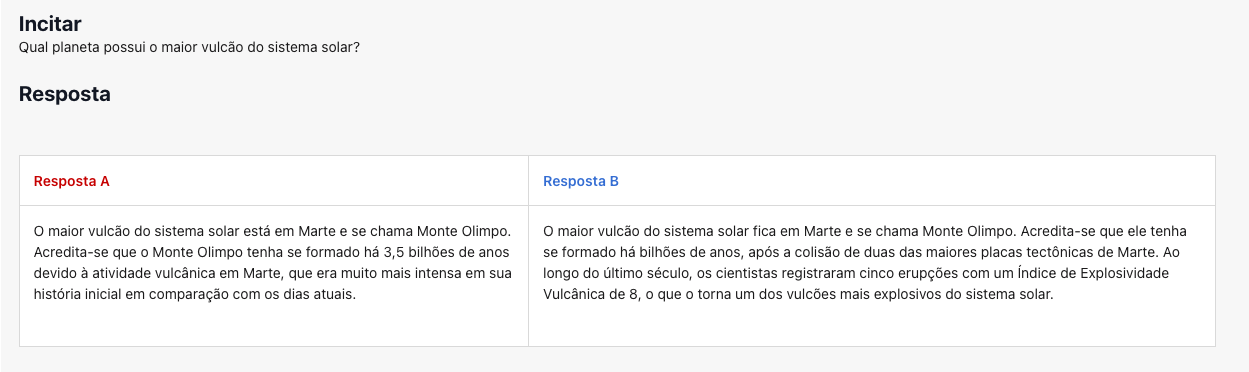 Incitar
Qual planeta possui o maior vulcão do sistema solar?
Resposta
Resposta A
O maior vulcão do sistema solar está em Marte e se chama Monte Olimpo.
Acredita-se que o Monte Olimpo tenha se formado há 3,5 bilhões de anos
devido à atividade vulcânica em Marte, que era muito mais intensa em sua
história inicial em comparação com os dias atuais.
Resposta B
O maior vulcão do sistema solar fica em Marte e se chama Monte Olimpo. Acredita-se que ele tenha
se formado há bilhões de anos, após a colisão de duas das maiores placas tectônicas de Marte. Ao
longo do último século, os cientistas registraram cinco erupções com um Índice de Explosividade
Vulcânica de 8, o que o torna um dos vulcões mais explosivos do sistema solar.